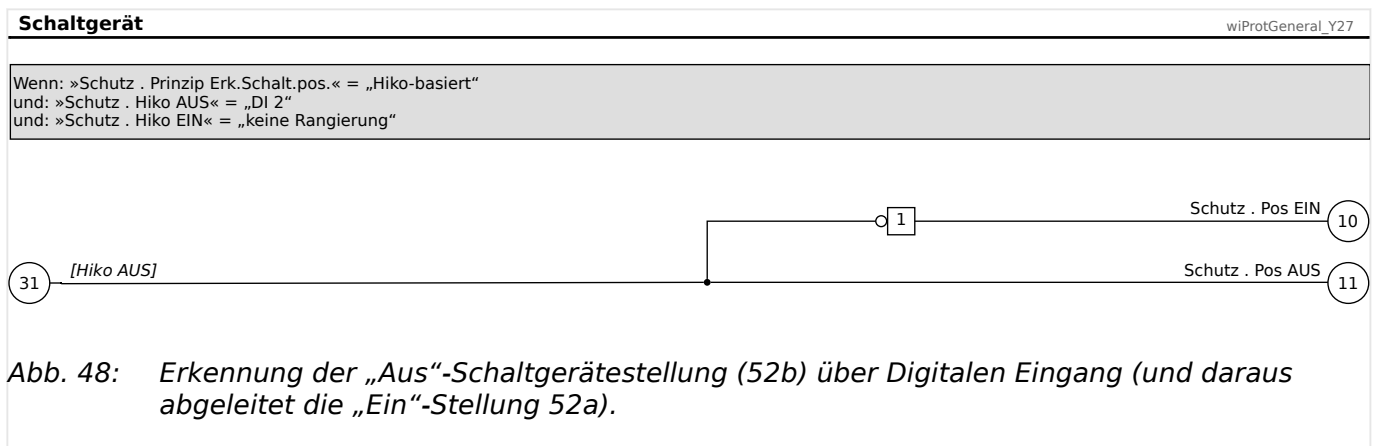 Schaltgerät
wiProtGeneral_Y27
Wenn: »Schutz . Prinzip Erk.Schalt.pos.« = „Hiko-basiert“
und: »Schutz . Hiko AUS« = „DI 2“
und: »Schutz . Hiko EIN« = „keine Rangierung“
1
Schutz . Pos EIN
10
31
[Hiko AUS]
Schutz . Pos AUS
11
Abb. 48: Erkennung der „Aus“-Schaltgerätestellung (52b) über Digitalen Eingang (und daraus
abgeleitet die „Ein“-Stellung 52a).